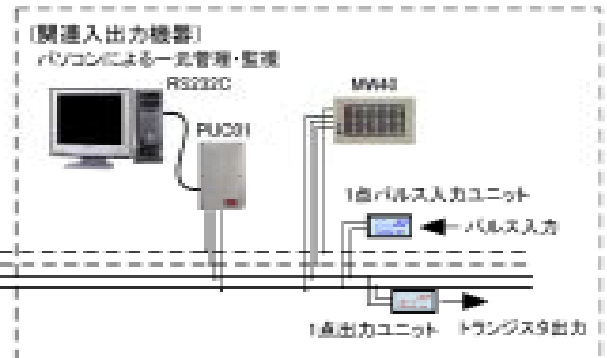 [関連入出力機器]
パソコンによる一元管理・監視
RS232C
MW40
PUC01
1点パルス入力ユニット
パルス入力
1点出力ユニット トランジスタ出力